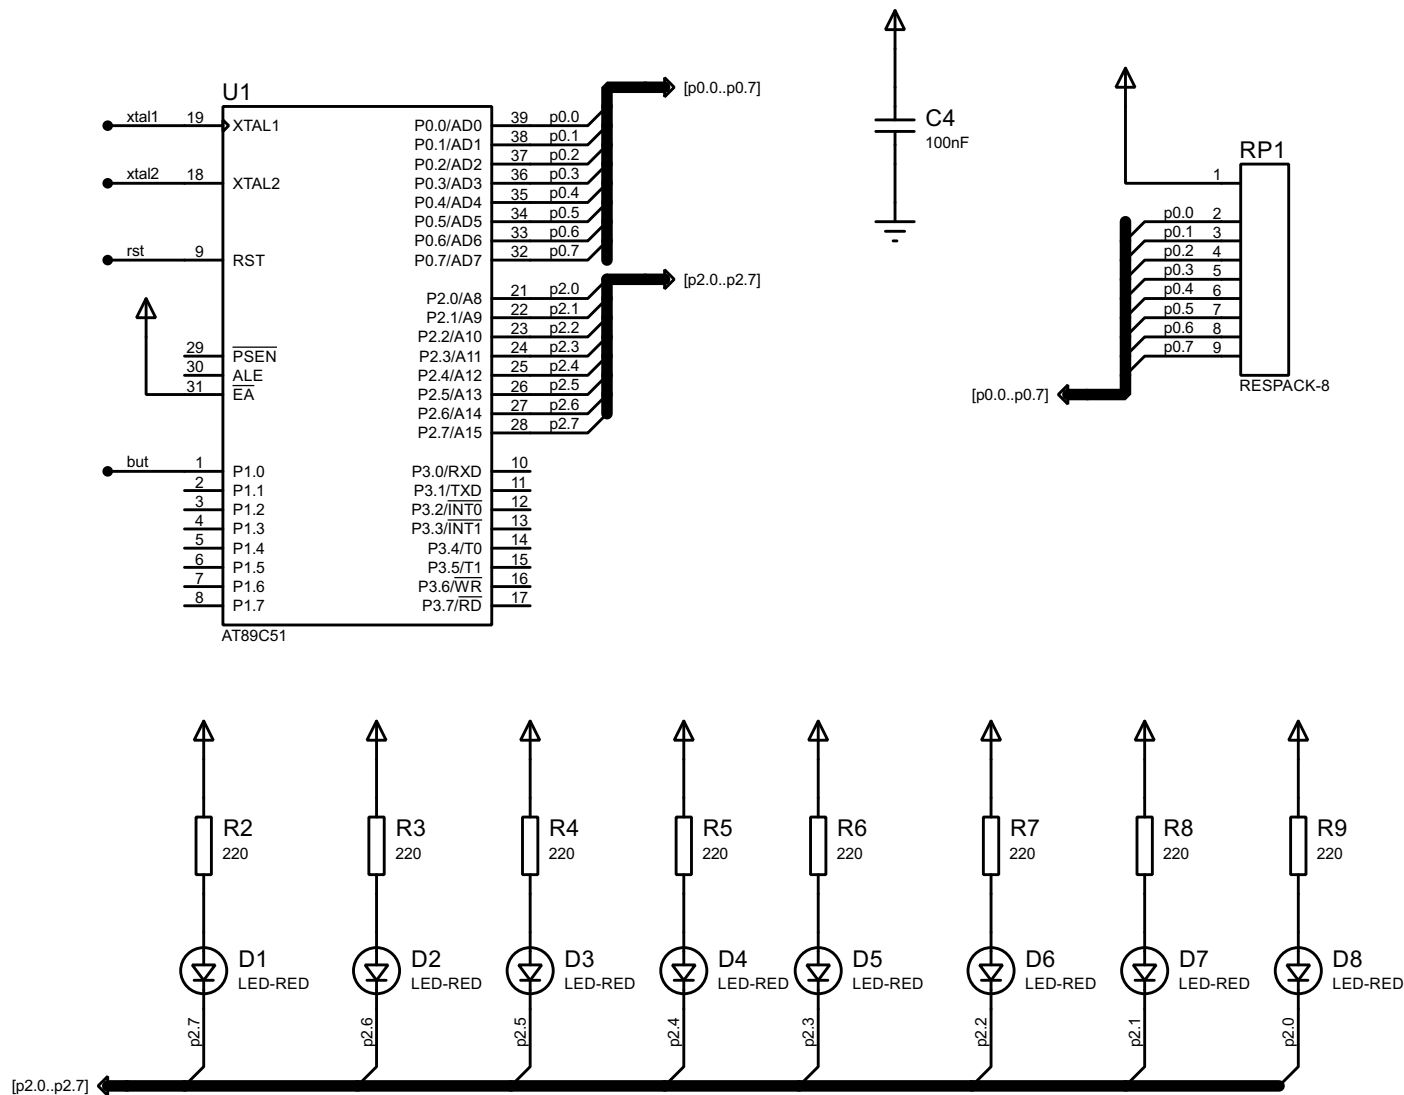 [p0.0..p0.7]
U1
xtal1 19 XTAL1
xtal2 18 XTAL2
rst 9 RST
29 PSEN
30 ALE
31 EA
but 1 P1.0
2 P1.1
3 P1.2
4 P1.3
5 P1.4
6 P1.5
7 P1.6
8 P1.7
P0.0/AD0 39 p0.0
P0.1/AD1 38 p0.1
P0.2/AD2 37 p0.2
P0.3/AD3 36 p0.3
P0.4/AD4 35 p0.4
P0.5/AD5 34 p0.5
P0.6/AD6 33 p0.6
P0.7/AD7 32 p0.7
[p2.0..p2.7]
P2.0/A8 21 p2.0
P2.1/A9 22 p2.1
P2.2/A10 23 p2.2
P2.3/A11 24 p2.3
P2.4/A12 25 p2.4
P2.5/A13 26 p2.5
P2.6/A14 27 p2.6
P2.7/A15 28 p2.7
P3.0/RXD 10
P3.1/TXD 11
P3.2/INT0 12
P3.3/INT1 13
P3.4/T0 14
P3.5/T1 15
P3.6/WR 16
P3.7/RD 17
AT89C51
C4
100nF
RP1
1
p0.0 2
p0.1 3
p0.2 4
p0.3 5
p0.4 6
p0.5 7
p0.6 8
p0.7 9
RESPACK-8
[p0.0..p0.7]
R2
220
R3
220
R4
220
R5
220
R6
220
R7
220
R8
220
R9
220
D1
LED-RED
D2
LED-RED
D3
LED-RED
D4
LED-RED
D5
LED-RED
D6
LED-RED
D7
LED-RED
D8
LED-RED
p2.7
p2.6
p2.5
p2.4
p2.3
p2.2
p2.1
p2.0
[p2.0..p2.7]